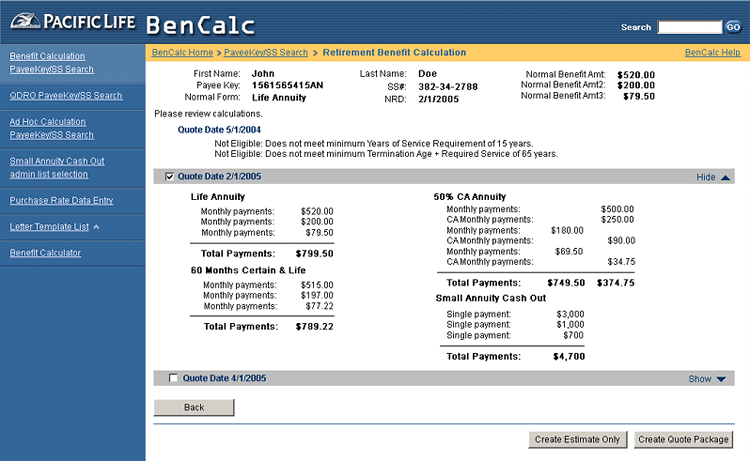 PACIFIC LIFE BenCalc
Search GO
BenCalc Home > PayeeKey/SS Search > Retirement Benefit Calculation BenCalc Help
Benefit Calculation
PayeeKey/SS Search
QDRO PayeeKey/SS Search
Ad Hoc Calculation
PayeeKey/SS Search
Small Annuity Cash Out
admin list selection
Purchase Rate Data Entry
Letter Template List
Benefit Calculator
First Name: John Last Name: Doe Normal Benefit Amt: $520.00
Payee Key: 1561565415AN SS#: 382-34-2788 Normal Benefit Amt2: $200.00
Normal Form: Life Annuity NRD: 2/1/2005 Normal Benefit Amt3: $79.50
Please review calculations.
Quote Date 5/1/2004
Not Eligible: Does not meet minimum Years of Service Requirement of 15 years.
Not Eligible: Does not meet minimum Termination Age + Required Service of 65 years.
Quote Date 2/1/2005 Hide
Life Annuity
Monthly payments: $520.00
Monthly payments: $200.00
Monthly payments: $79.50
Total Payments: $799.50
60 Months Certain & Life
Monthly payments: $515.00
Monthly payments: $197.00
Monthly payments: $77.22
Total Payments: $789.22
50% CA Annuity
Monthly payments: $500.00
CA Monthly payments: $250.00
Monthly payments: $180.00
CA Monthly payments: $90.00
Monthly payments: $69.50
CA Monthly payments: $34.75
Total Payments: $749.50 $374.75
Small Annuity Cash Out
Single payment: $3,000
Single payment: $1,000
Single payment: $700
Total Payments: $4,700
Quote Date 4/1/2005 Show
Back
Create Estimate Only Create Quote Package